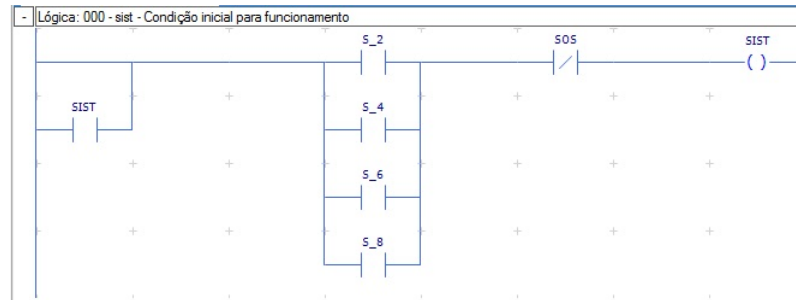 - Lógica: 000 - sist - Condição inicial para funcionamento
S_2 SOS SIST
SIST S_4
S_6
S_8